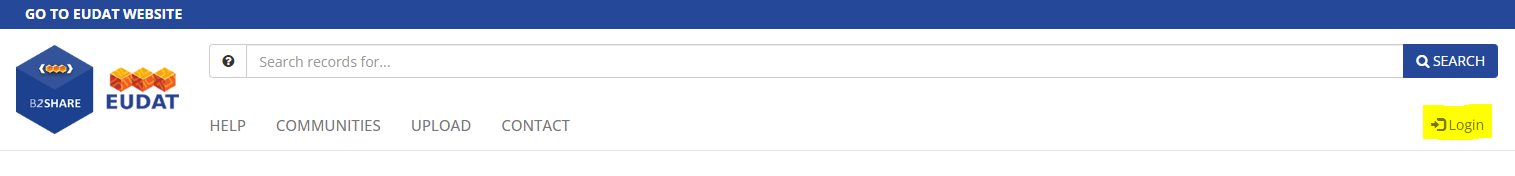 GO TO EUDAT WEBSITE
Search records for...
SEARCH
B2SHARE
EUDAT
HELP COMMUNITIES UPLOAD CONTACT
Login